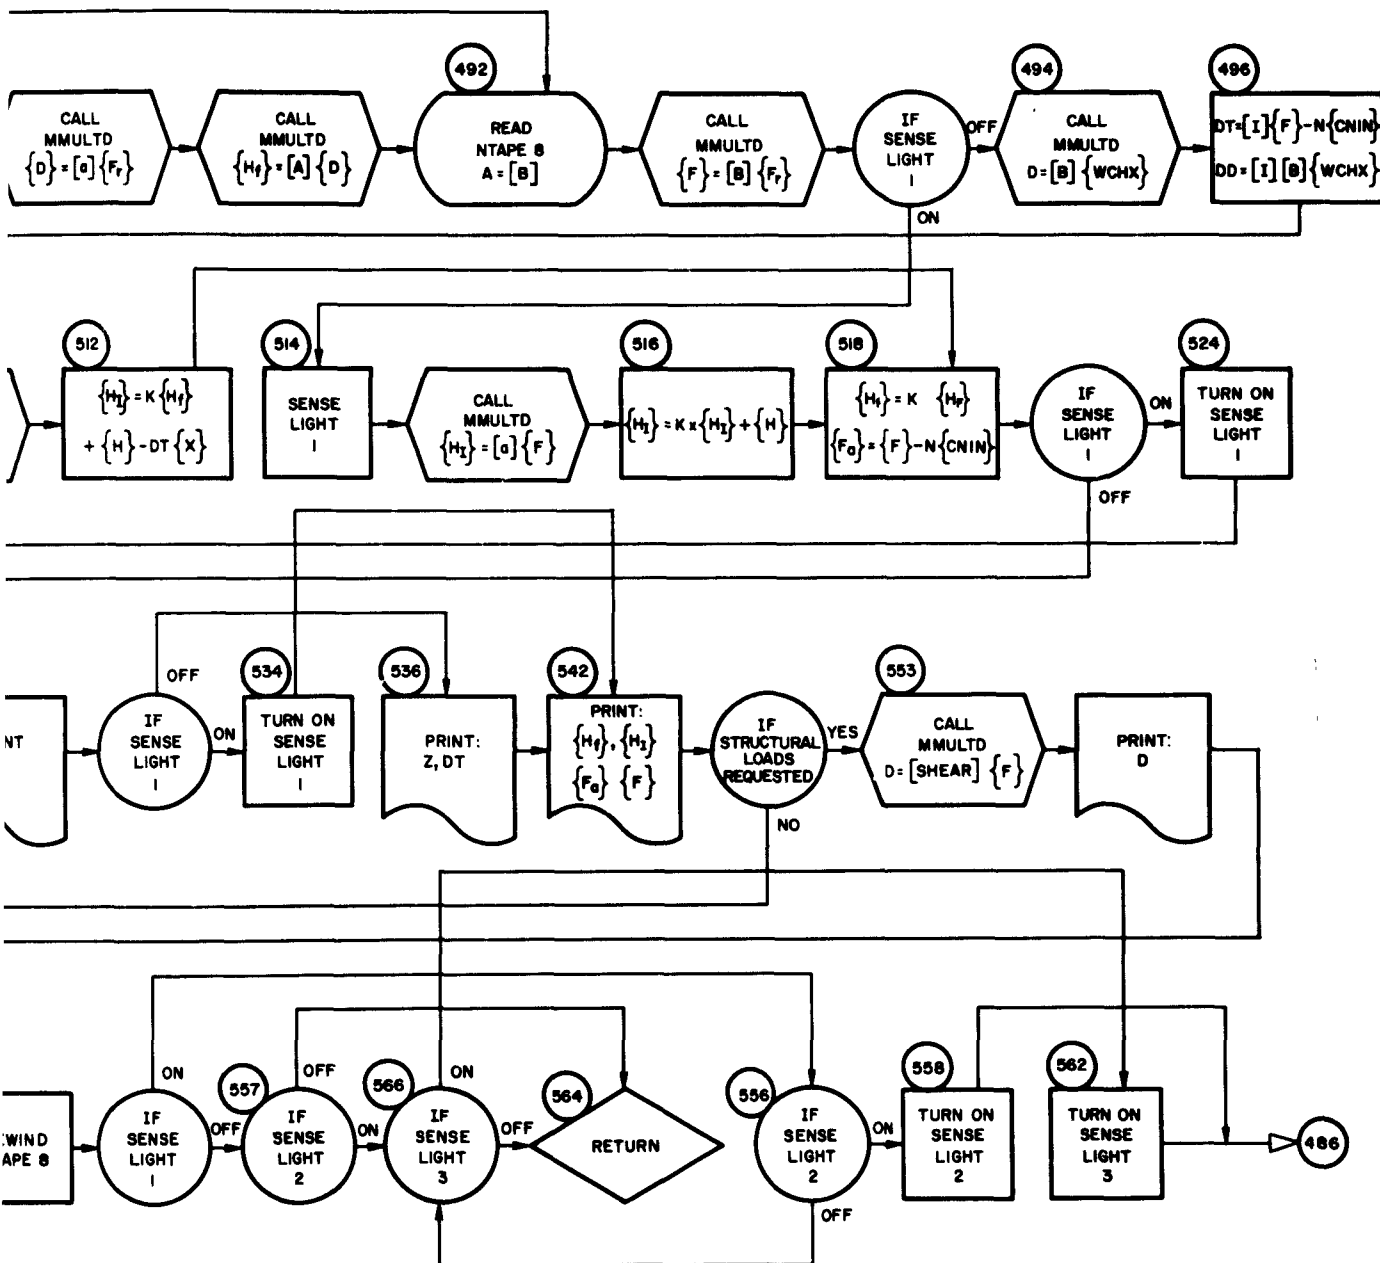 CALL
MMULTD
{D}=[a]{Fr}
CALL
MMULTD
{Hf}=[A]{D}
492
READ
NTAPE 8
A=[B]
CALL
MMULTD
{F}=[B]{Fr}
IF
SENSE
LIGHT
1
OFF
ON
494
CALL
MMULTD
D=[B]{WCHX}
496
DT=[I]{F}-N{CNIN}
DD=[I][B]{WCHX}
512
{HI}=K{Hf}
+{H}-DT{X}
514
SENSE
LIGHT
1
CALL
MMULTD
{HI}=[a]{F}
516
{HI}=K×{HI}+{H}
518
{Hf}=K {HF}
{Fa}={F}-N{CNIN}
IF
SENSE
LIGHT
1
ON
OFF
524
TURN ON
SENSE
LIGHT
1
NT
IF
SENSE
LIGHT
1
OFF
ON
534
TURN ON
SENSE
LIGHT
1
536
PRINT:
Z, DT
542
PRINT:
{Hf}, {HI}
{Fa} {F}
IF
STRUCTURAL
LOADS
REQUESTED
YES
NO
553
CALL
MMULTD
D=[SHEAR]{F}
PRINT:
D
WIND
APE 8
IF
SENSE
LIGHT
1
ON
OFF
557
IF
SENSE
LIGHT
2
OFF
ON
566
IF
SENSE
LIGHT
3
ON
OFF
564
RETURN
556
IF
SENSE
LIGHT
2
ON
OFF
558
TURN ON
SENSE
LIGHT
2
562
TURN ON
SENSE
LIGHT
3
486